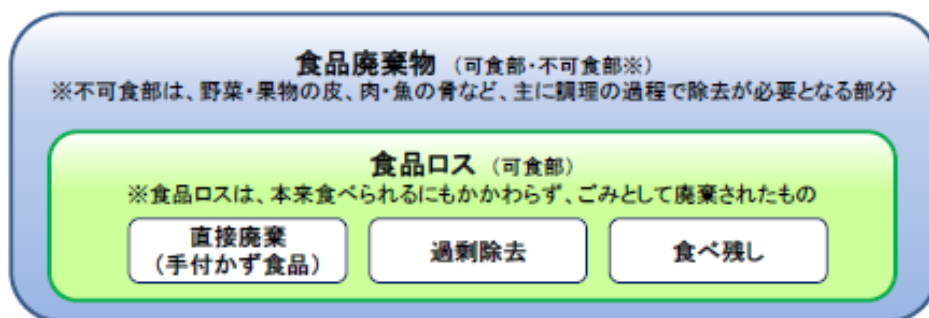 食品廃棄物（可食部・不可食部※）
※不可食部は、野菜・果物の皮、肉・魚の骨など、主に調理の過程で除去が必要となる部分
食品ロス（可食部）
※食品ロスは、本来食べられるにもかかわらず、ごみとして廃棄されたもの
直接廃棄
（手付かず食品）
過剰除去
食べ残し